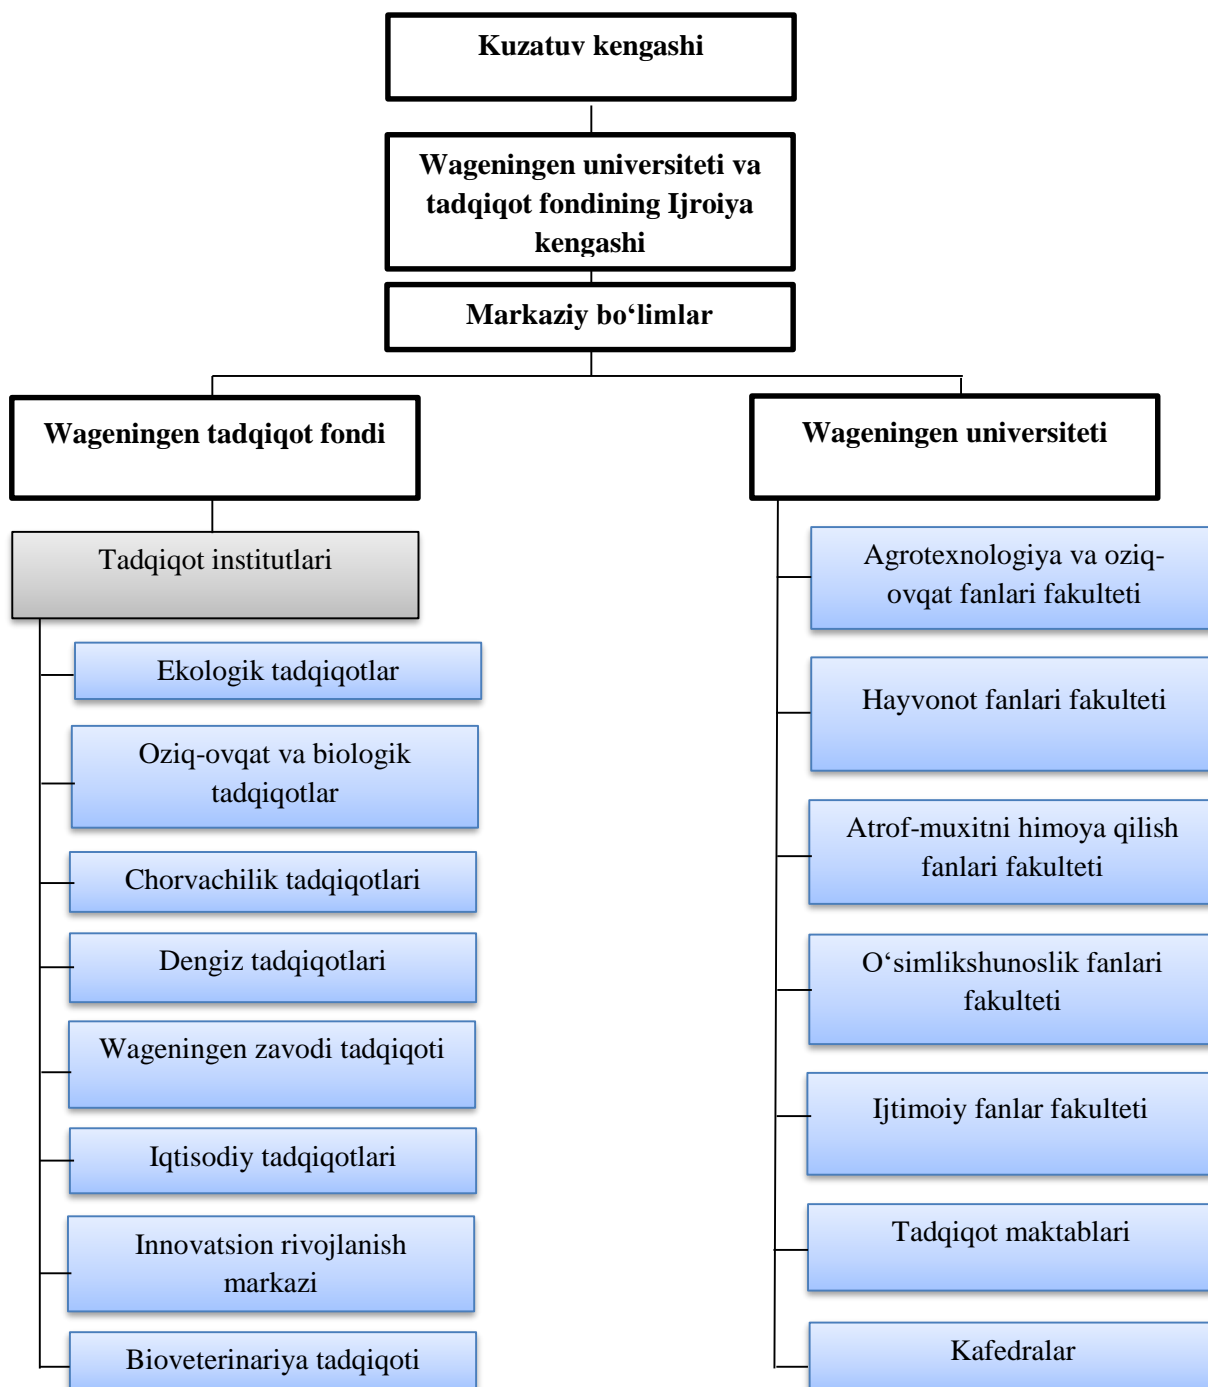 Kuzatuv kengashi
Wageningen universiteti va
tadqiqot fondining Ijroiya
kengashi
Markaziy bo‘limlar
Wageningen tadqiqot fondi
Tadqiqot institutlari
Ekologik tadqiqotlar
Oziq-ovqat va biologik
tadqiqotlar
Chorvachilik tadqiqotlari
Dengiz tadqiqotlari
Wageningen zavodi tadqiqoti
Iqtisodiy tadqiqotlari
Innovatsion rivojlanish
markazi
Bioveterinariya tadqiqoti
Wageningen universiteti
Agrotexnologiya va oziq-
ovqat fanlari fakulteti
Hayvonot fanlari fakulteti
Atrof-muxitni himoya qilish
fanlari fakulteti
O‘simlikshunoslik fanlari
fakulteti
Ijtimoiy fanlar fakulteti
Tadqiqot maktablari
Kafedralar